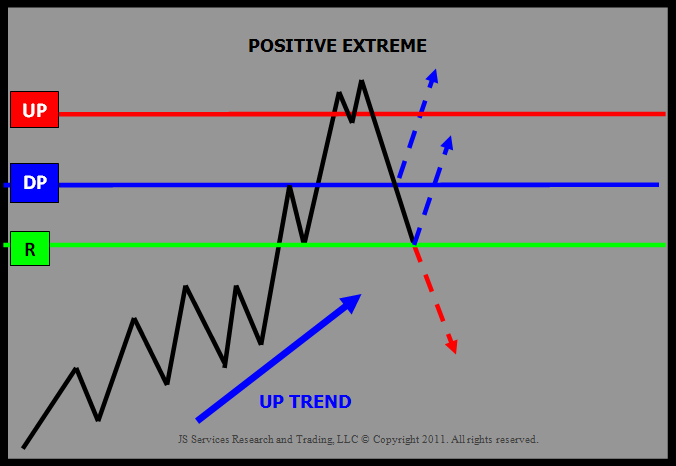 POSITIVE EXTREME
UP
DP
R
UP TREND
JS Services Research and Trading, LLC © Copyright 2011. All rights reserved.